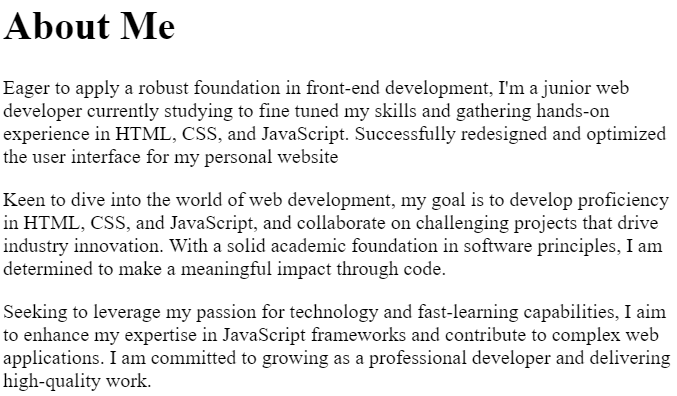 About Me
Eager to apply a robust foundation in front-end development, I'm a junior web
developer currently studying to fine tuned my skills and gathering hands-on
experience in HTML, CSS, and JavaScript. Successfully redesigned and optimized
the user interface for my personal website
Keen to dive into the world of web development, my goal is to develop proficiency
in HTML, CSS, and JavaScript, and collaborate on challenging projects that drive
industry innovation. With a solid academic foundation in software principles, I am
determined to make a meaningful impact through code.
Seeking to leverage my passion for technology and fast-learning capabilities, I aim
to enhance my expertise in JavaScript frameworks and contribute to complex web
applications. I am committed to growing as a professional developer and delivering
high-quality work.